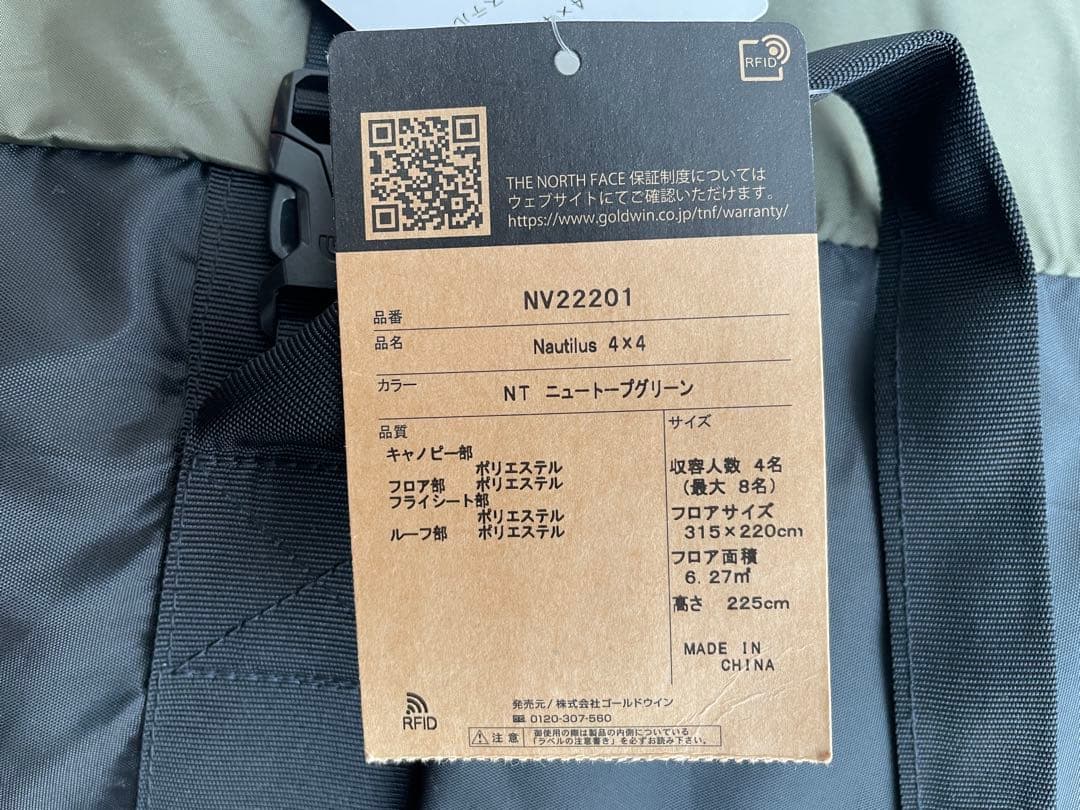 ステル
4×4
RFID
THE NORTH FACE 保証制度については
ウェブサイトにてご確認いただけます。
https://www.goldwin.co.jp/tnf/warranty/
品番 NV22201
品名 Nautilus 4×4
カラー NT ニュートープグリーン
品質
キャノピー部
ポリエステル
フロア部 ポリエステル
フライシート部
ポリエステル
ルーフ部 ポリエステル
サイズ
収容人数 4名
(最大 8名)
フロアサイズ
315×220cm
フロア面積
6.27㎡
高さ 225cm
MADE IN
CHINA
RFID
発売元/株式会社ゴールドウイン
0120-307-560
注意
御使用の際は製品の内側についている
「ラベルの注意書き」を必ずお読み下さい。